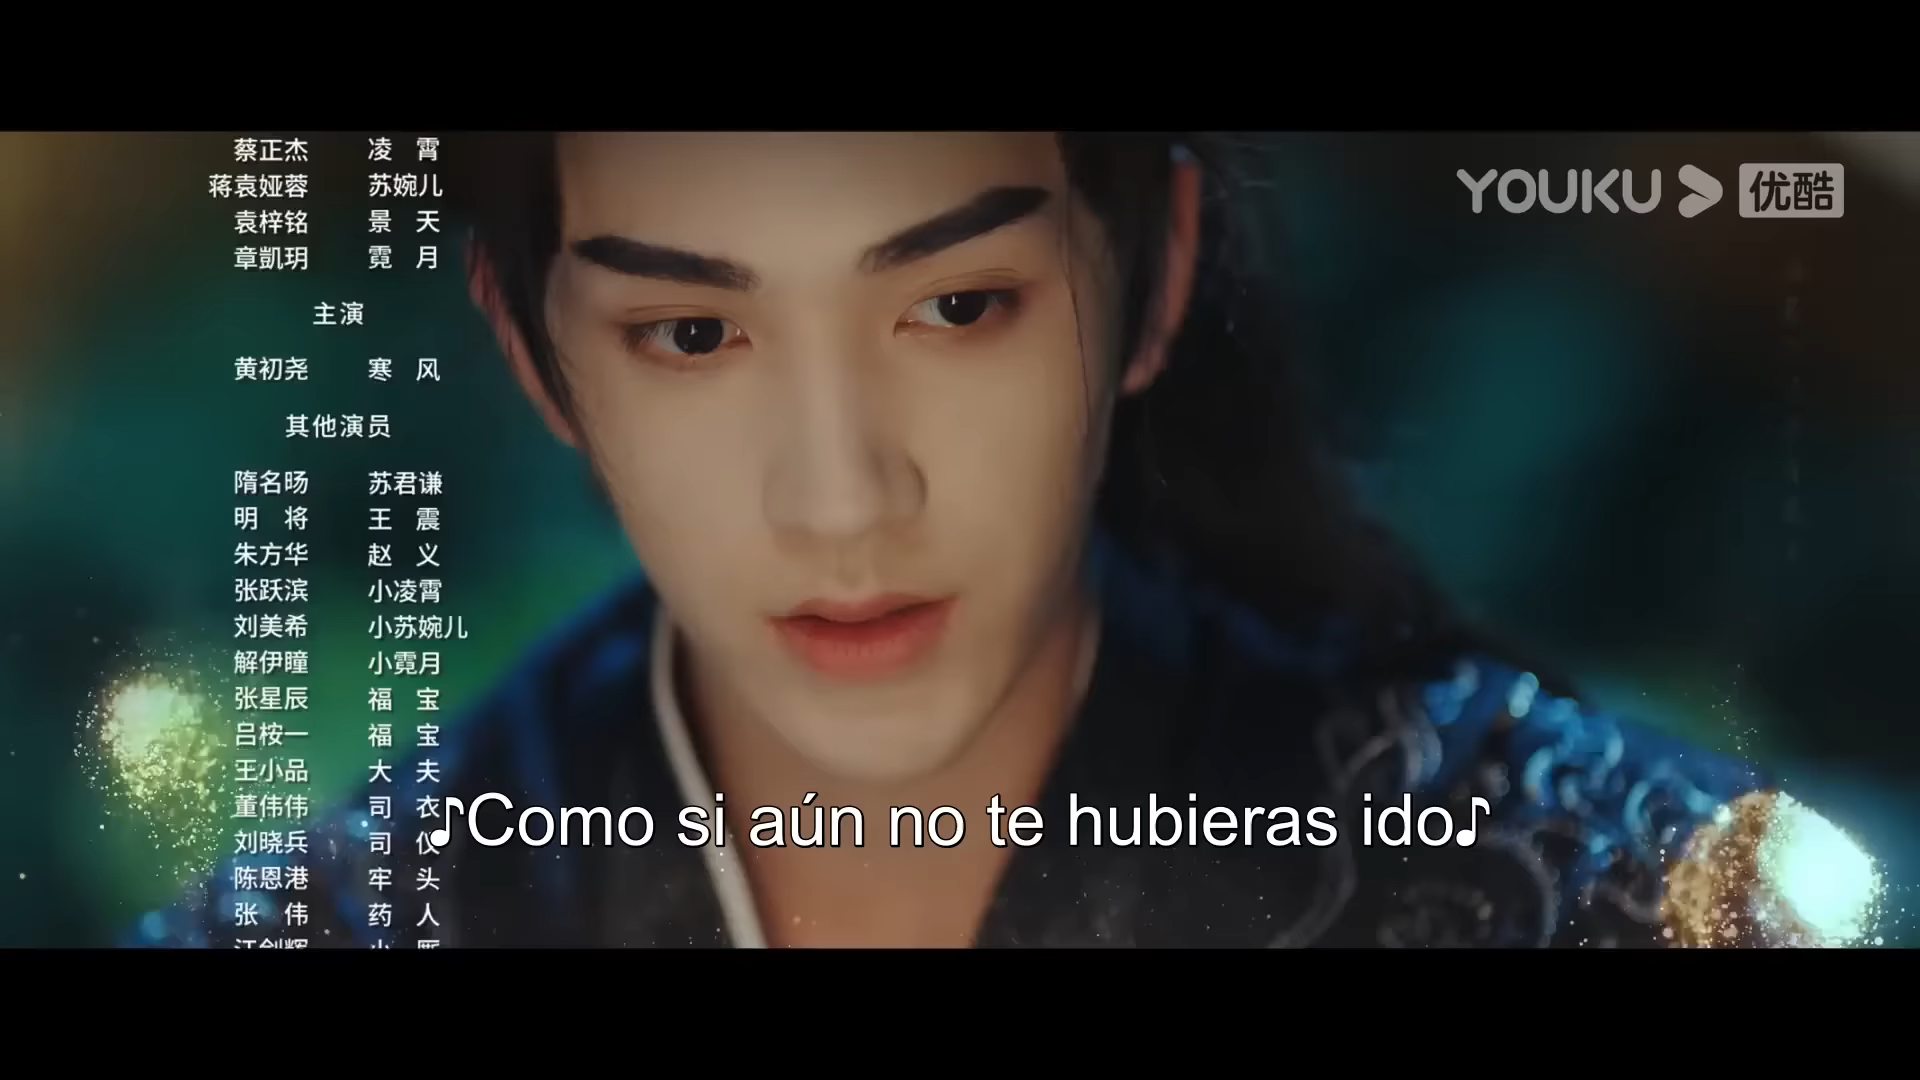 蔡正杰 凌霄
蒋袁娅蓉 苏婉儿
袁梓铭 景天
章凱玥 霓月
主演
黄初尧 寒风
其他演员
隋名旸 苏君谦
明将 王震
朱方华 赵义
张跃滨 小凌霄
刘美希 小苏婉儿
解伊瞳 小霓月
张星辰 福宝
吕桉一 福宝
王小品 大夫
董伟伟 司衣
刘晓兵 司仪
陈恩港 牢头
张伟 药人
YOUKU 优酷
♪Como si aún no te hubieras ido♪